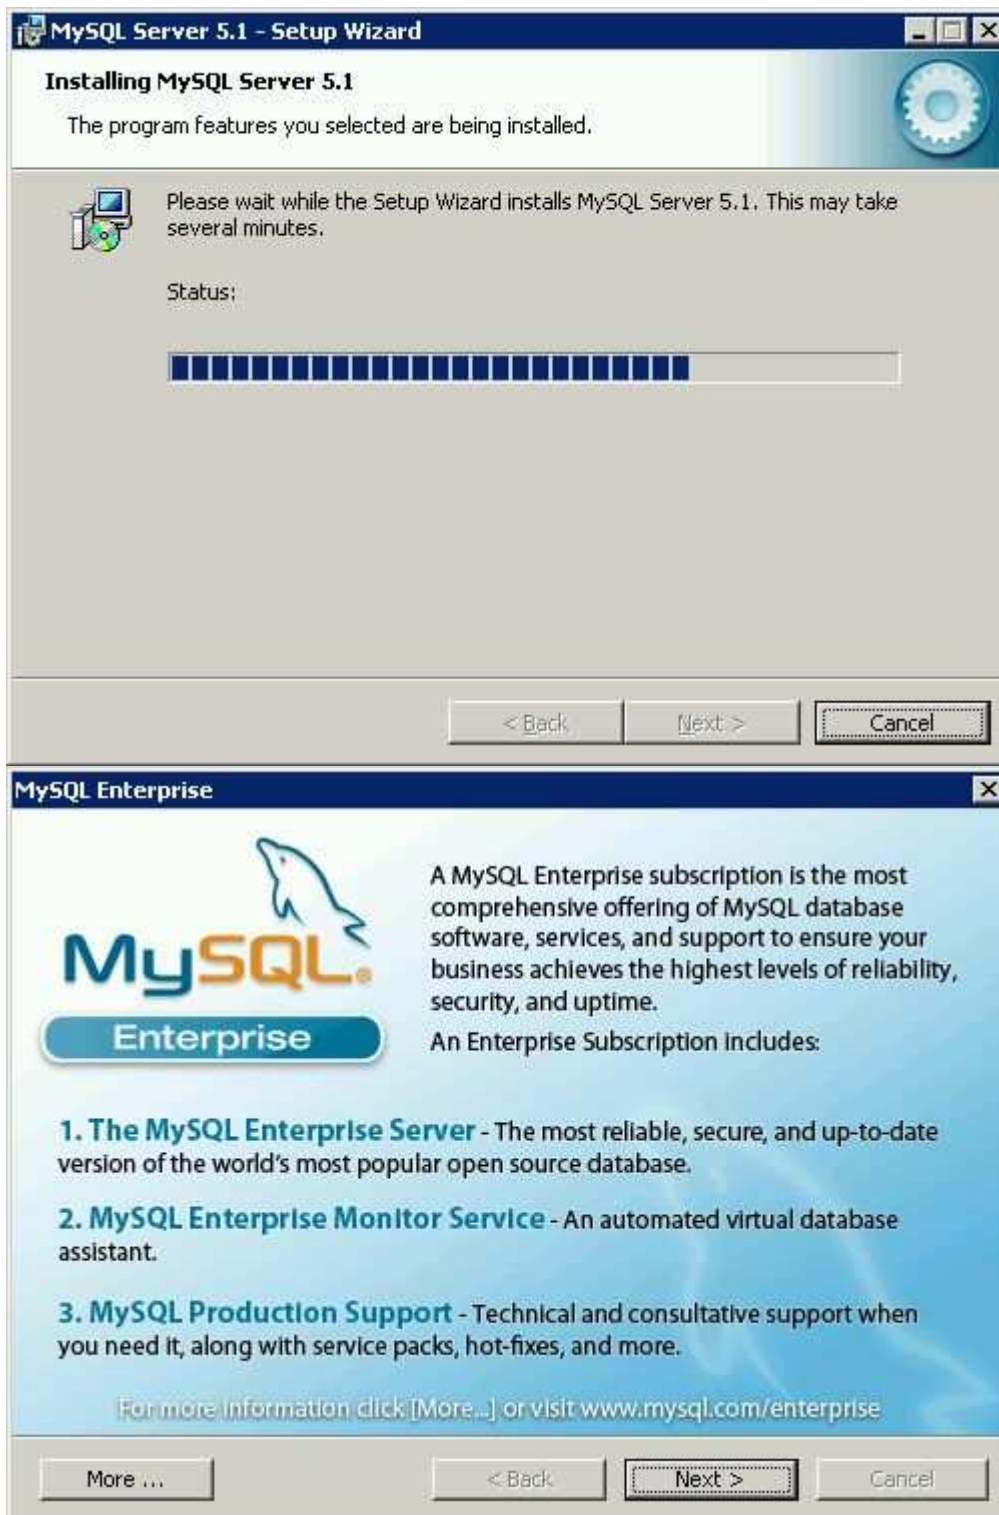 MySQL Server 5.1 - Setup Wizard
Installing MySQL Server 5.1
The program features you selected are being installed.
Please wait while the Setup Wizard installs MySQL Server 5.1. This may take
several minutes.
Status:
< Back
Next >
Cancel
MySQL Enterprise
MySQL®
Enterprise
A MySQL Enterprise subscription is the most
comprehensive offering of MySQL database
software, services, and support to ensure your
business achieves the highest levels of reliability,
security, and uptime.
An Enterprise Subscription includes:
1. The MySQL Enterprise Server - The most reliable, secure, and up-to-date
version of the world's most popular open source database.
2. MySQL Enterprise Monitor Service - An automated virtual database
assistant.
3. MySQL Production Support - Technical and consultative support when
you need it, along with service packs, hot-fixes, and more.
For more information click [More...] or visit www.mysql.com/enterprise
More ...
< Back
Next >
Cancel